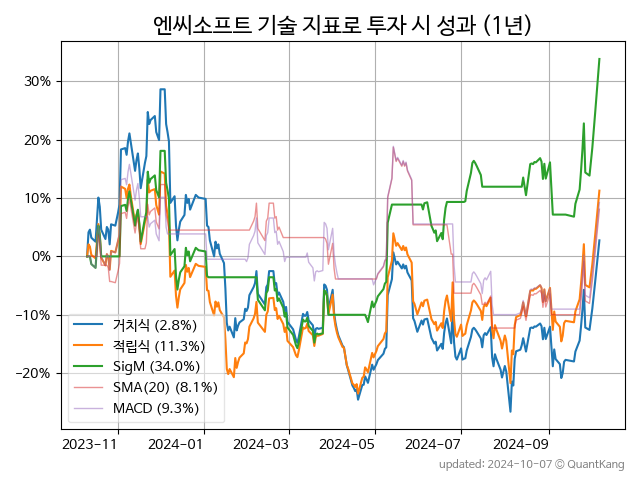 엔씨소프트 기술 지표로 투자 시 성과 (1년)
30%
20%
10%
0%
−10%
−20%
거치식 (2.8%)
적립식 (11.3%)
SigM (34.0%)
SMA(20) (8.1%)
MACD (9.3%)
2023-11
2024-01
2024-03
2024-05
2024-07
2024-09
updated: 2024-10-07 © QuantKang